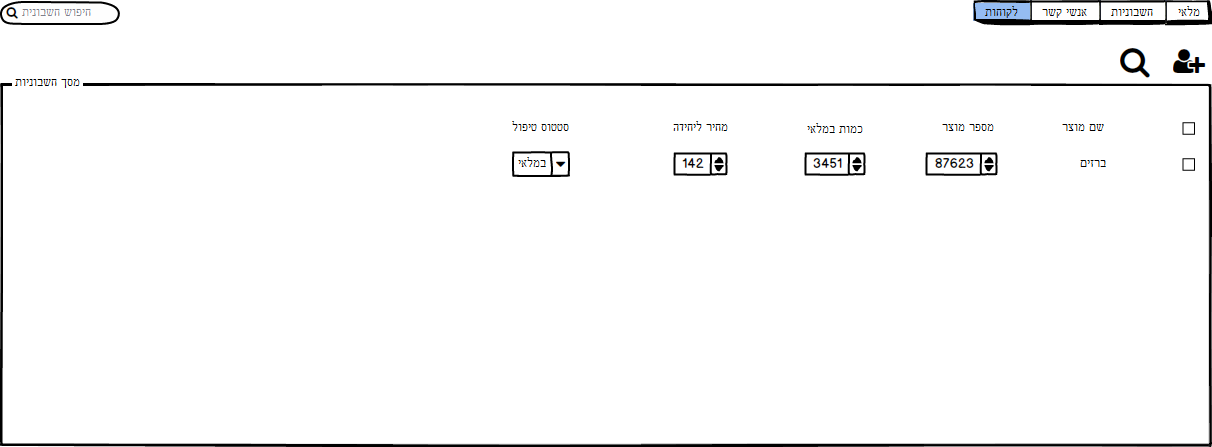 מלאי חשבוניות אנשי קשר לקוחות
חיפוש חשבונית
מסך חשבוניות
שם מוצר מספר מוצר כמות במלאי מחיר ליחידה סטטוס טיפול
ברזים 87623 3451 142 במלאי